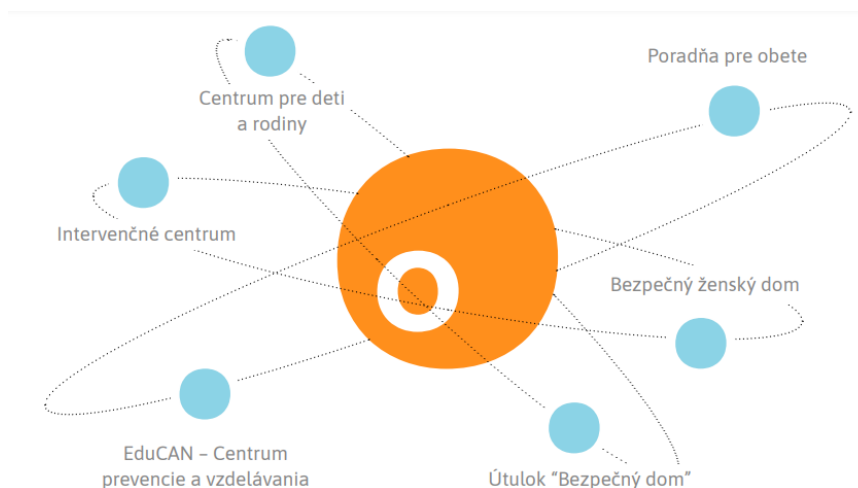 Poradňa pre obete
Centrum pre deti
a rodiny
Intervenčné centrum
Bezpečný ženský dom
EduCAN – Centrum
prevencie a vzdelávania
Útulok “Bezpečný dom”